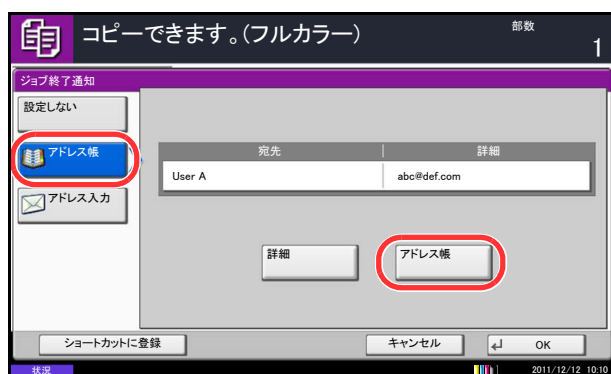 コピーできます。(フルカラー)
部数
1
ジョブ終了通知
設定しない
アドレス帳
アドレス入力
宛先 詳細
User A abc@def.com
詳細 アドレス帳
ショートカットに登録 キャンセル OK
状況 2011/12/12 10:10